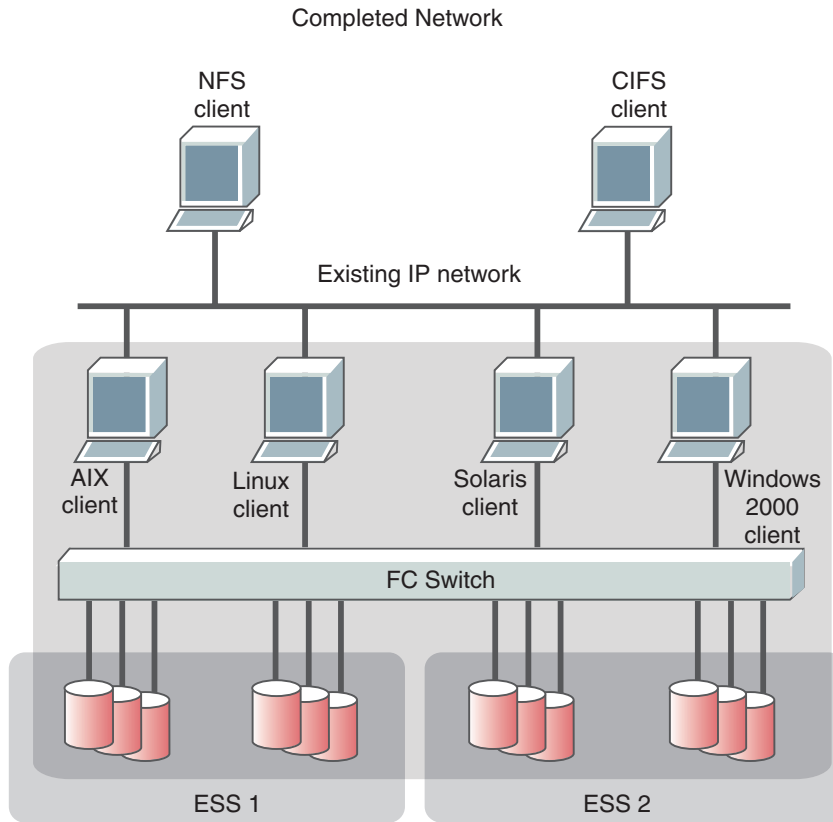 Completed Network
NFS
client
CIFS
client
Existing IP network
AIX
client
Linux
client
Solaris
client
Windows
2000
client
FC Switch
ESS 1
ESS 2